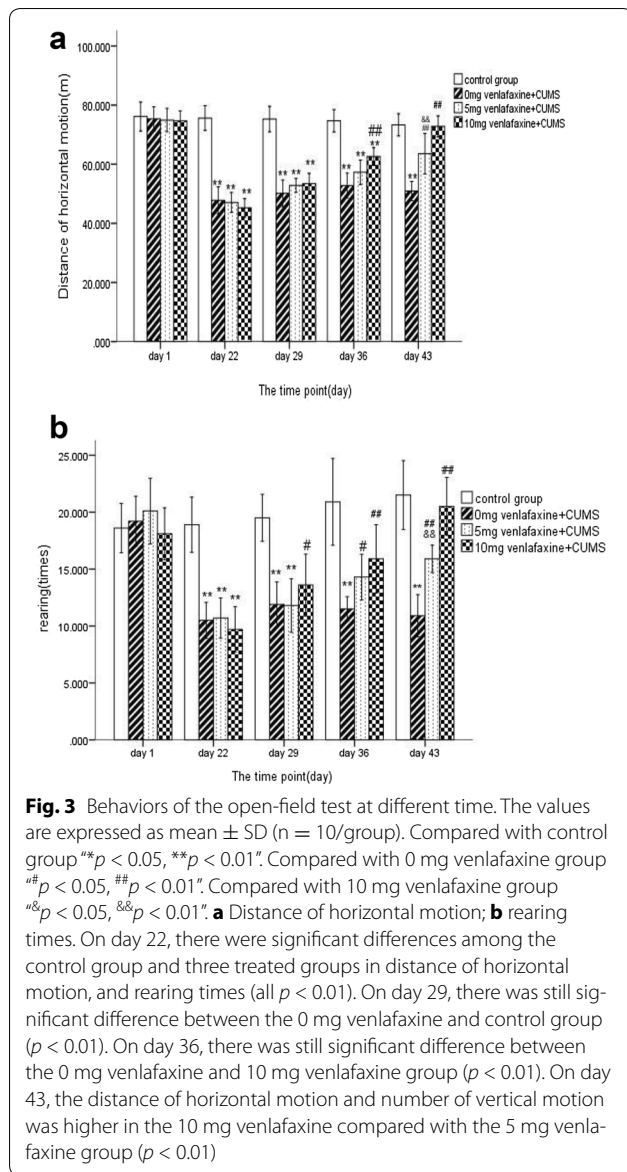 a
100.000
80.000
60.000
40.000
20.000
.000
Distance of horizontal motion(m)
control group
0mg venlafaxine+CUMS
5mg venlafaxine+CUMS
10mg venlafaxine+CUMS
** ** **
** ** **
** ** ## **
** && ## ##
day 1 day 22 day 29 day 36 day 43
The time point(day)
b
25.000
20.000
15.000
10.000
5.000
.000
rearing(times)
control group
0mg venlafaxine+CUMS
5mg venlafaxine+CUMS
10mg venlafaxine+CUMS
** ** **
** ** #
** # ##
** ## && ##
day 1 day 22 day 29 day 36 day 43
The time point(day)
Fig. 3 Behaviors of the open-field test at different time. The values
are expressed as mean ± SD (n = 10/group). Compared with control
group “*p < 0.05, **p < 0.01”. Compared with 0 mg venlafaxine group
“#p < 0.05, ##p < 0.01”. Compared with 10 mg venlafaxine group
“&p < 0.05, &&p < 0.01”. a Distance of horizontal motion; b rearing
times. On day 22, there were significant differences among the
control group and three treated groups in distance of horizontal
motion, and rearing times (all p < 0.01). On day 29, there was still sig-
nificant difference between the 0 mg venlafaxine and control group
(p < 0.01). On day 36, there was still significant difference between
the 0 mg venlafaxine and 10 mg venlafaxine group (p < 0.01). On day
43, the distance of horizontal motion and number of vertical motion
was higher in the 10 mg venlafaxine compared with the 5 mg venla-
faxine group (p < 0.01)